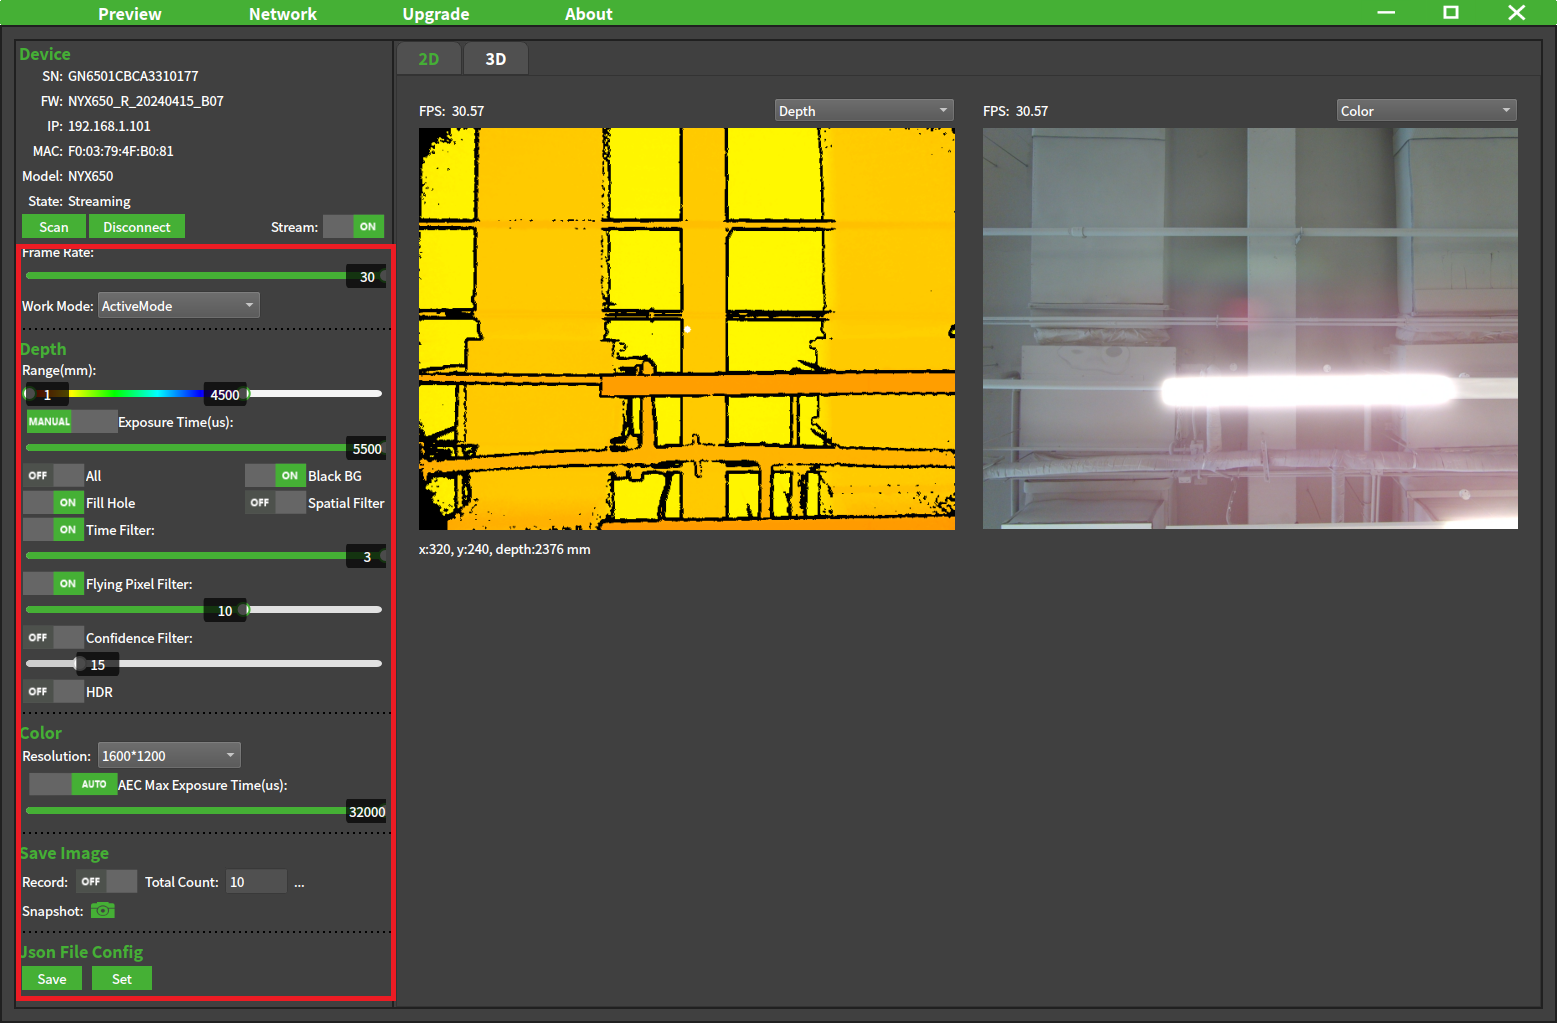 Preview Network Upgrade About
Device
SN: GN6501CBCA3310177
FW: NYX650_R_20240415_B07
IP: 192.168.1.101
MAC: F0:03:79:4F:B0:81
Model: NYX650
State: Streaming
Scan Disconnect Stream: ON
Frame Rate:
30
Work Mode: ActiveMode
Depth
Range(mm):
1 4500
MANUAL Exposure Time(us):
5500
OFF All ON Black BG
ON Fill Hole OFF Spatial Filter
ON Time Filter:
3
ON Flying Pixel Filter:
10
OFF Confidence Filter:
15
OFF HDR
Color
Resolution: 1600*1200
AUTO AEC Max Exposure Time(us):
32000
Save Image
Record: OFF Total Count: 10 ...
Snapshot:
Json File Config
Save Set
2D 3D
FPS: 30.57 Depth
x:320, y:240, depth:2376 mm
FPS: 30.57 Color